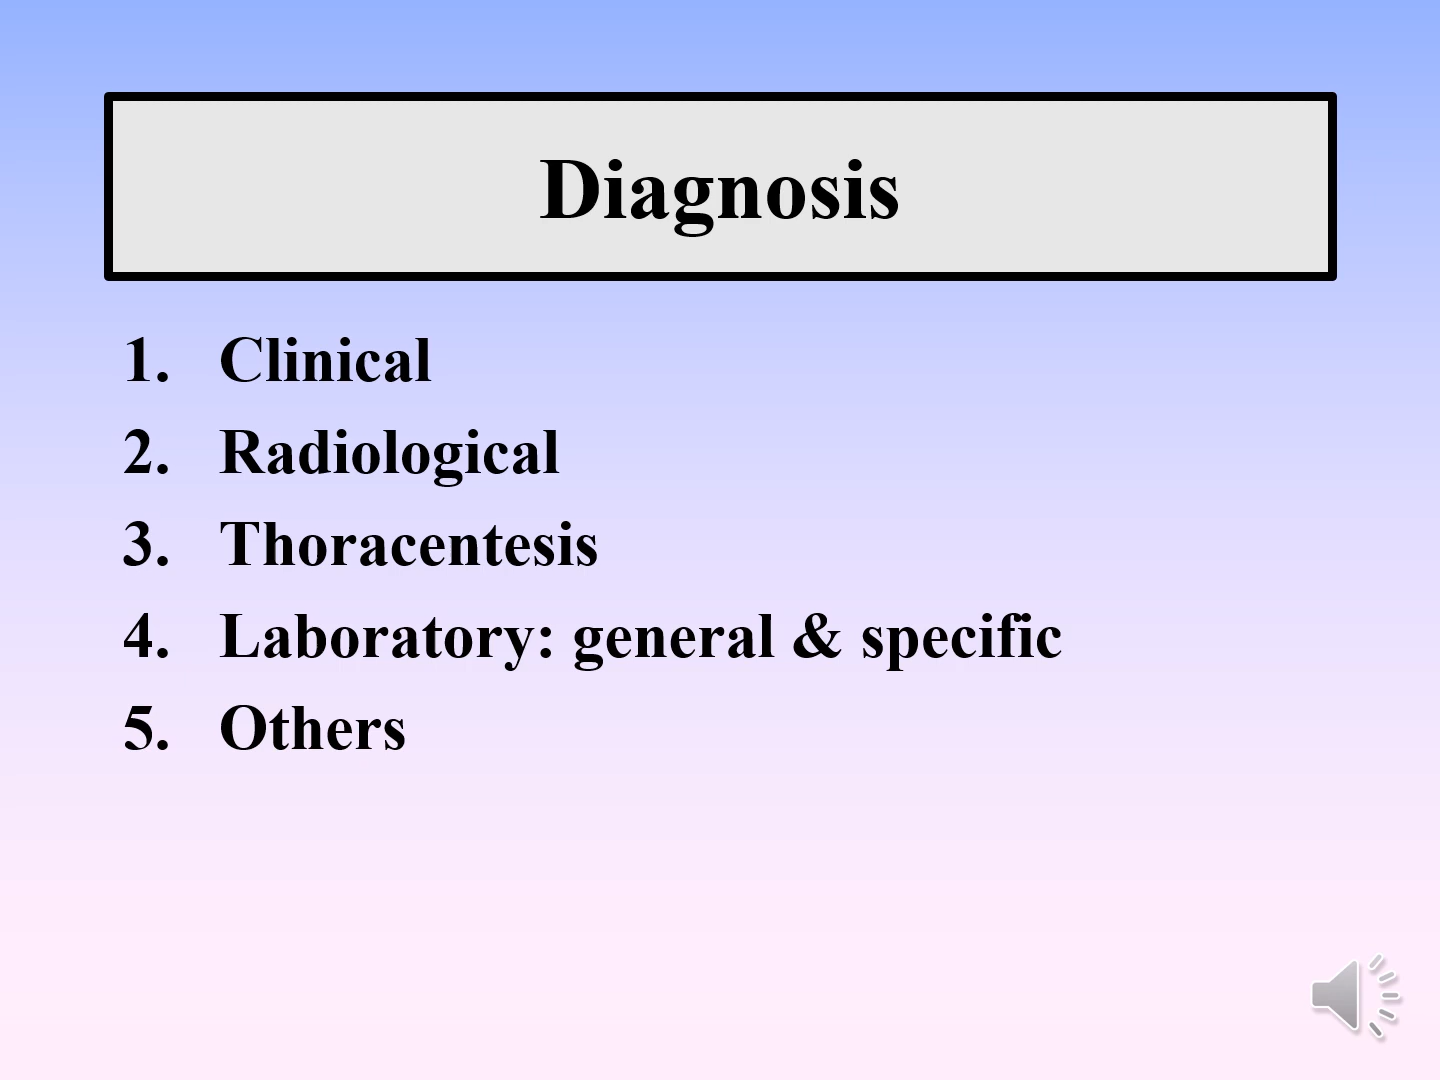 Diagnosis
1. Clinical
2. Radiological
3. Thoracentesis
4. Laboratory: general & specific
5. Others